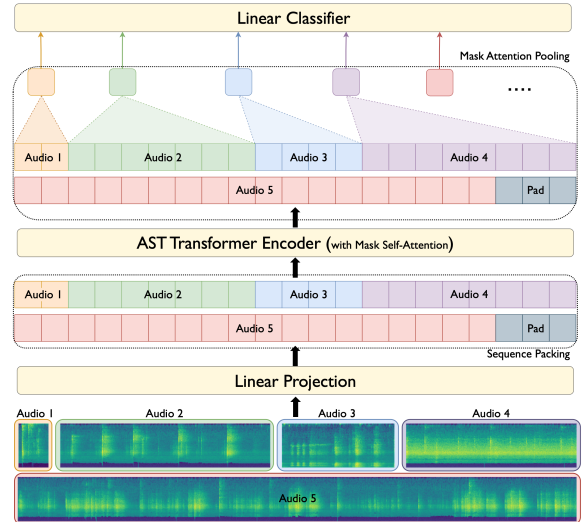 Linear Classifier
Mask Attention Pooling
....
Audio 1 Audio 2 Audio 3 Audio 4
Audio 5 Pad
AST Transformer Encoder (with Mask Self-Attention)
Audio 1 Audio 2 Audio 3 Audio 4
Audio 5 Pad
Sequence Packing
Linear Projection
Audio 1 Audio 2 Audio 3 Audio 4
Audio 5